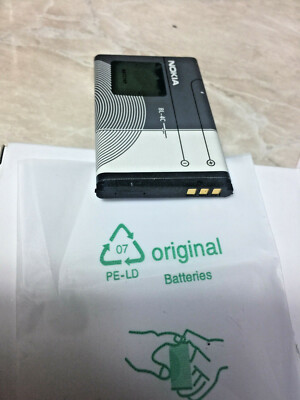 NOKIA
BL-4C
07
PE-LD
original
Batteries